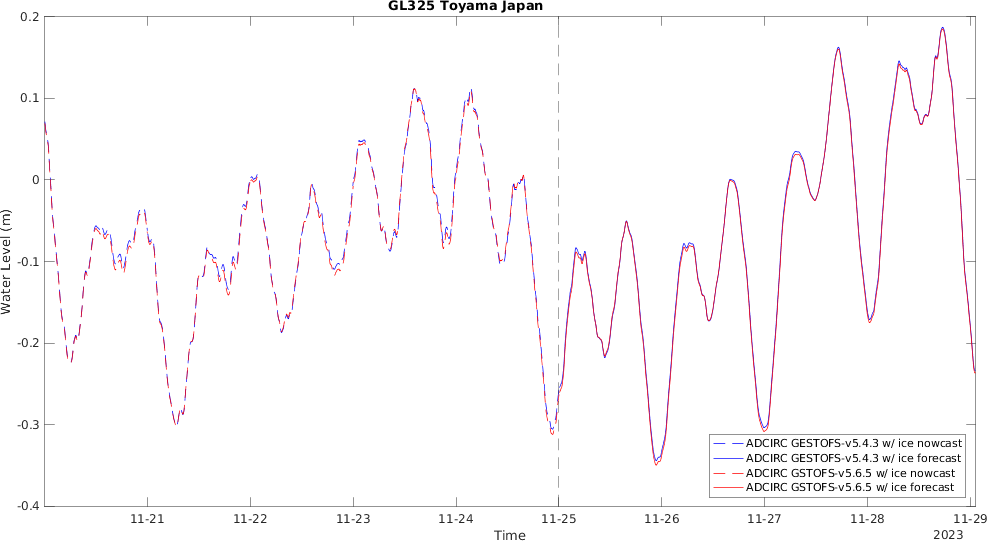 GL325 Toyama Japan
0.2
0.1
0
-0.1
-0.2
-0.3
-0.4
Water Level (m)
ADCIRC GESTOFS-v5.4.3 w/ ice nowcast
ADCIRC GESTOFS-v5.4.3 w/ ice forecast
ADCIRC GSTOFS-v5.6.5 w/ ice nowcast
ADCIRC GSTOFS-v5.6.5 w/ ice forecast
11-21 11-22 11-23 11-24 11-25 11-26 11-27 11-28 11-29
Time
2023